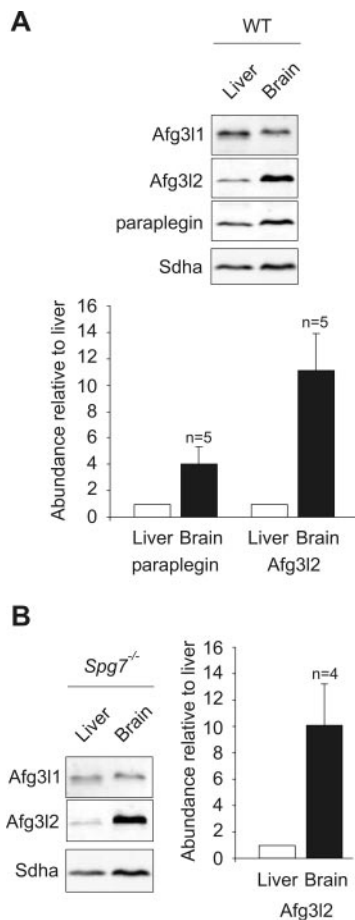 A
WT
Liver Brain
Afg3l1
Afg3l2
paraplegin
Sdha
Abundance relative to liver
16
14
12
10
8
6
4
2
0
n=5
n=5
Liver Brain Liver Brain
paraplegin Afg3l2
B
Spg7-/-
Liver Brain
Afg3l1
Afg3l2
Sdha
Abundance relative to liver
16
14
12
10
8
6
4
2
0
n=4
Liver Brain
Afg3l2